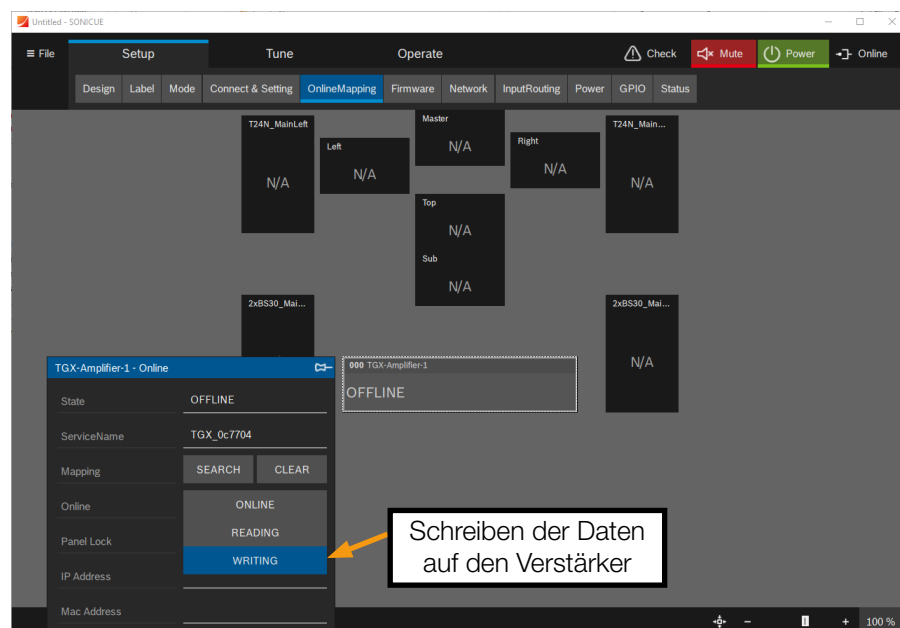 Untitled - SONICUE
≡ File Setup Tune Operate Check Mute Power Online
Design Label Mode Connect & Setting OnlineMapping Firmware Network InputRouting Power GPIO Status
T24N_MainLeft
N/A
Left
N/A
Master
N/A
Right
N/A
T24N_Main...
N/A
Top
N/A
Sub
N/A
2xBS30_Mai...
2xBS30_Mai...
N/A
000 TGX-Amplifier-1
OFFLINE
TGX-Amplifier-1 - Online
State OFFLINE
ServiceName TGX_0c7704
Mapping SEARCH CLEAR
Online ONLINE
READING
Panel Lock
WRITING
IP Address
Mac Address
Schreiben der Daten
auf den Verstärker
100 %